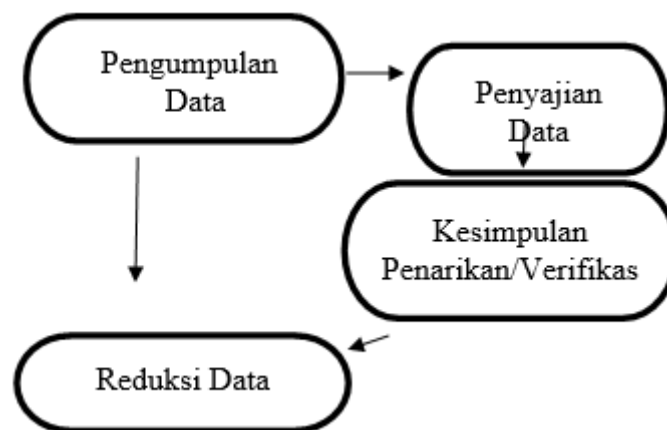 Pengumpulan
Data
Penyajian
Data
Kesimpulan
Penarikan/Verifikas
Reduksi Data